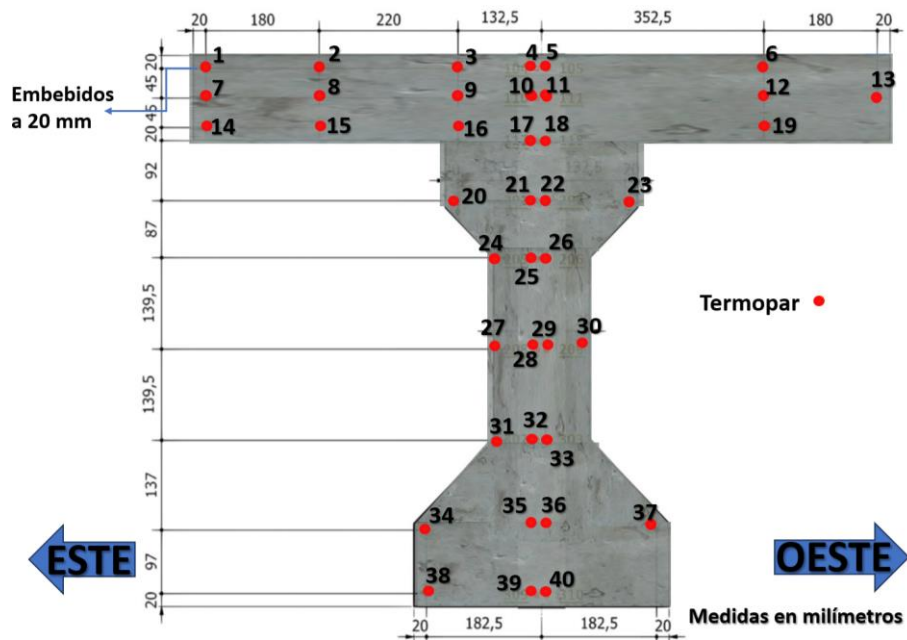 20 180 220 132,5 352,5 180 20
20 45 45 20 92 87 139,5 139,5 137 97 20
1 2 3 4 5 6
Embebidos
a 20 mm
7 8 9 10 11 12 13
14 15 16 17 18 19
20 21 22 23
24 25 26
Termopar
27 28 29 30
31 32 33
34 35 36 37
ESTE
OESTE
38 39 40
Medidas en milímetros
20 182,5 182,5 20